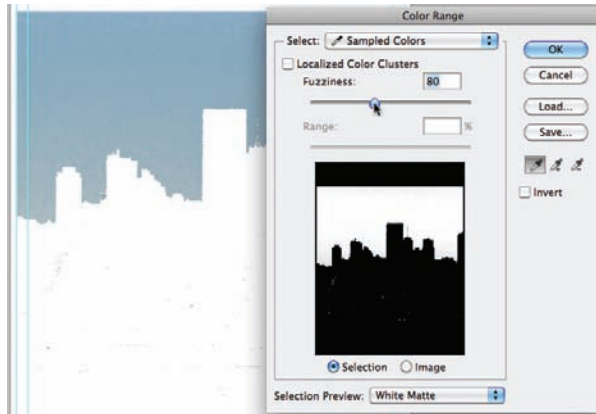 Color Range
Select: Sampled Colors
OK
Localized Color Clusters
Cancel
Fuzziness: 80
Load...
Range: %
Save...
Invert
Selection Image
Selection Preview: White Matte